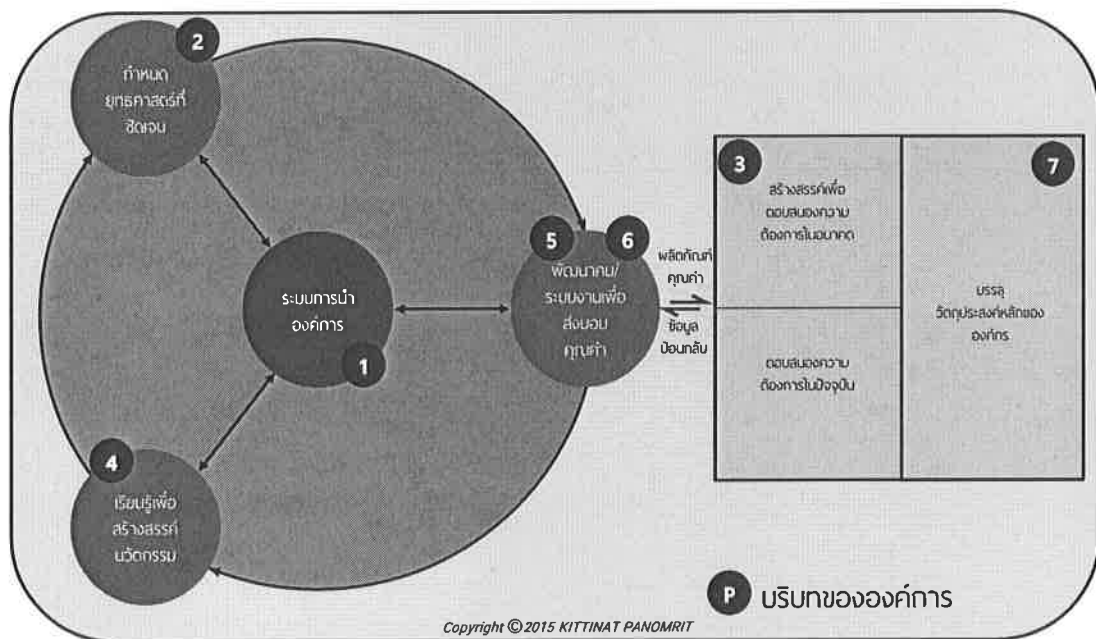 2
กำหนด
ยุทธศาสตร์ที่
ชัดเจน
1
ระบบการนำ
องค์การ
4
เรียนรู้เพื่อ
สร้างสรรค์
นวัตกรรม
5
6
พัฒนาคน/
ระบบงานเพื่อ
ส่งมอบ
คุณค่า
ผลิตภัณฑ์
คุณค่า
ข้อมูล
ป้อนกลับ
3
สร้างสรรค์เพื่อ
ตอบสนองความ
ต้องการในอนาคต
ตอบสนองความ
ต้องการในปัจจุบัน
7
บรรลุ
วัตถุประสงค์หลักของ
องค์กร
P บริบทขององค์การ
Copyright ©2015 KITTINAT PANOMRIT